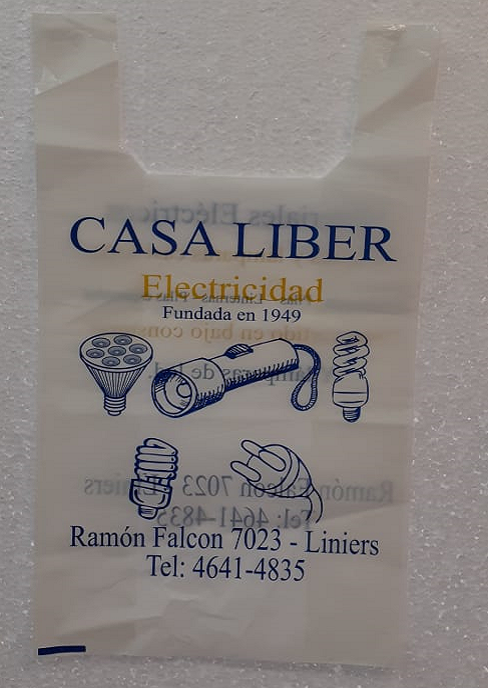 CASA LIBER
Electricidad
Fundada en 1949
Ramón Falcon 7023 - Liniers
Tel: 4641-4835